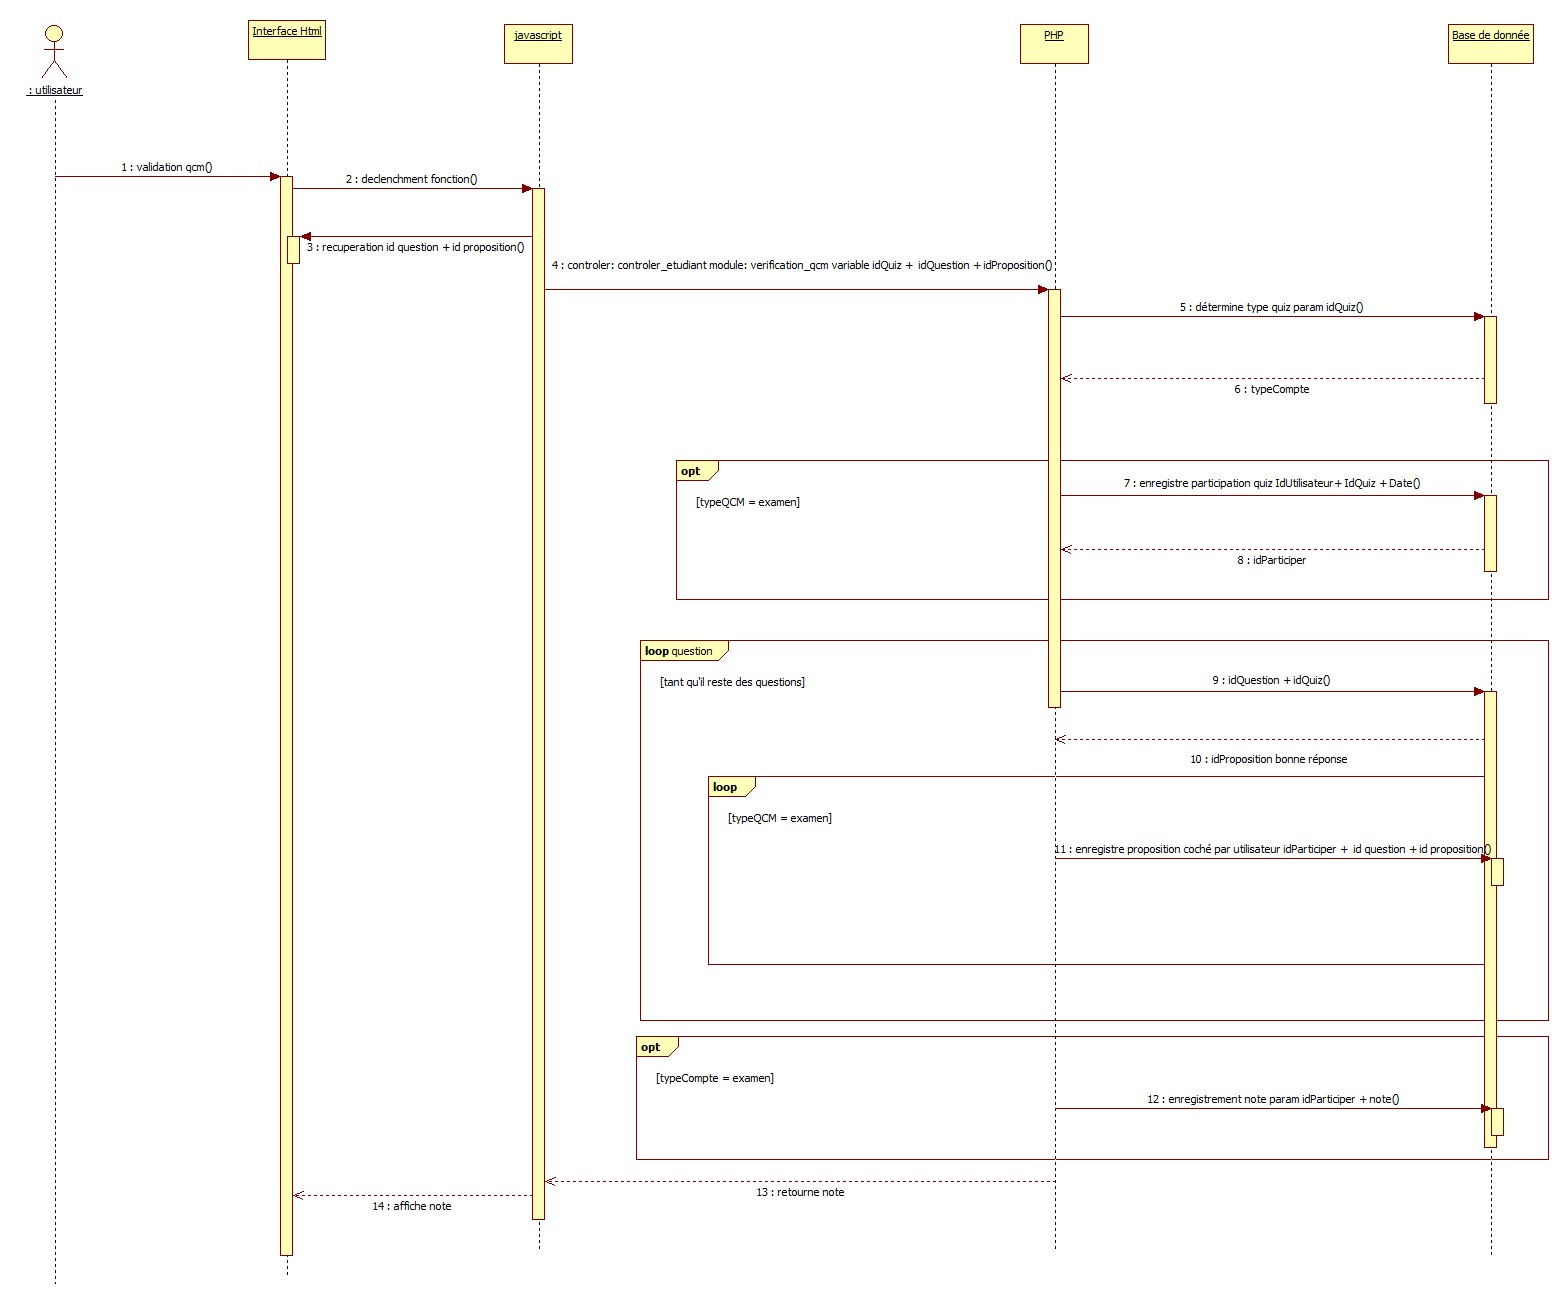 Interface Html
javascript
PHP
Base de donnée
: utilisateur
1 : validation qcm()
2 : declenchment fonction()
3 : recuperation id question + id proposition()
4 : controler: controler_etudiant module: verification_qcm variable idQuiz + idQuestion + idProposition()
5 : détermine type quiz param idQuiz()
6 : typeCompte
opt
[typeQCM = examen]
7 : enregistre participation quiz IdUtilisateur+ IdQuiz + Date()
8 : idParticiper
loop question
[tant qu'il reste des questions]
9 : idQuestion + idQuiz()
10 : idProposition bonne réponse
loop
[typeQCM = examen]
11 : enregistre proposition coché par utilisateur idParticiper + id question + id proposition()
opt
[typeCompte = examen]
12 : enregistrement note param idParticiper + note()
13 : retourne note
14 : affiche note